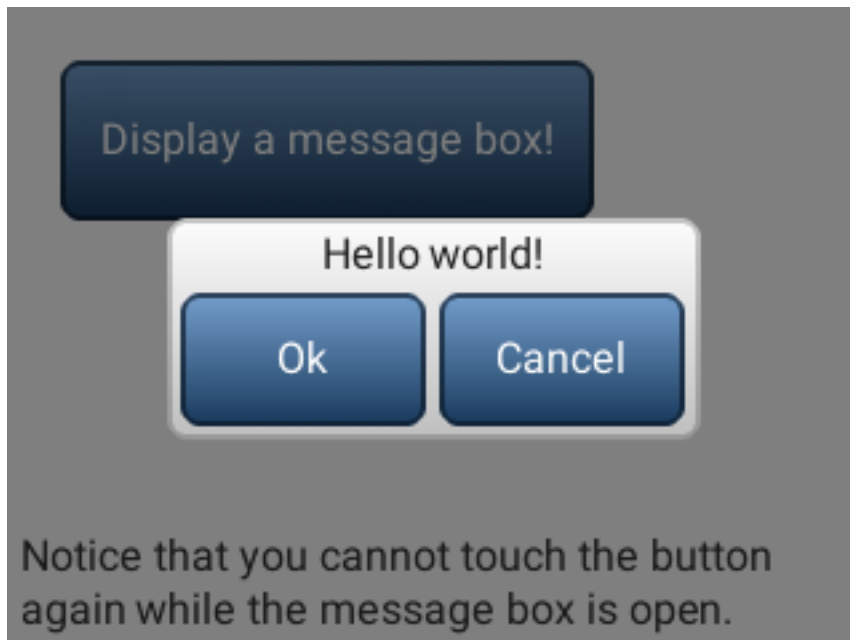 Display a message box!
Hello world!
Ok
Cancel
Notice that you cannot touch the button
again while the message box is open.